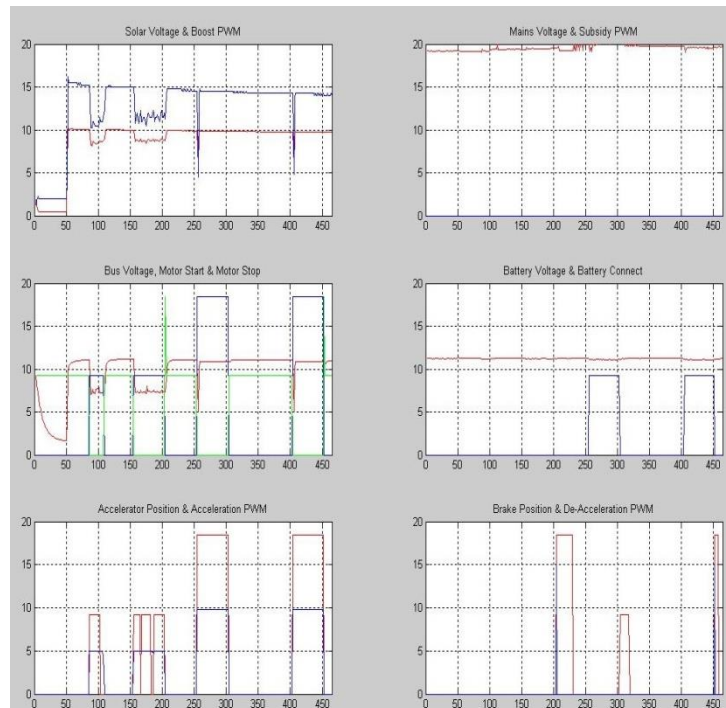 Solar Voltage & Boost PWM
20
15
10
5
0
0 50 100 150 200 250 300 350 400 450
Mains Voltage & Subsidy PWM
20
15
10
5
0
0 50 100 150 200 250 300 350 400 450
Bus Voltage, Motor Start & Motor Stop
20
15
10
5
0
0 50 100 150 200 250 300 350 400 450
Battery Voltage & Battery Connect
20
15
10
5
0
0 50 100 150 200 250 300 350 400 450
Accelerator Position & Acceleration PWM
20
15
10
5
0
0 50 100 150 200 250 300 350 400 450
Brake Position & De-Acceleration PWM
20
15
10
5
0
0 50 100 150 200 250 300 350 400 450